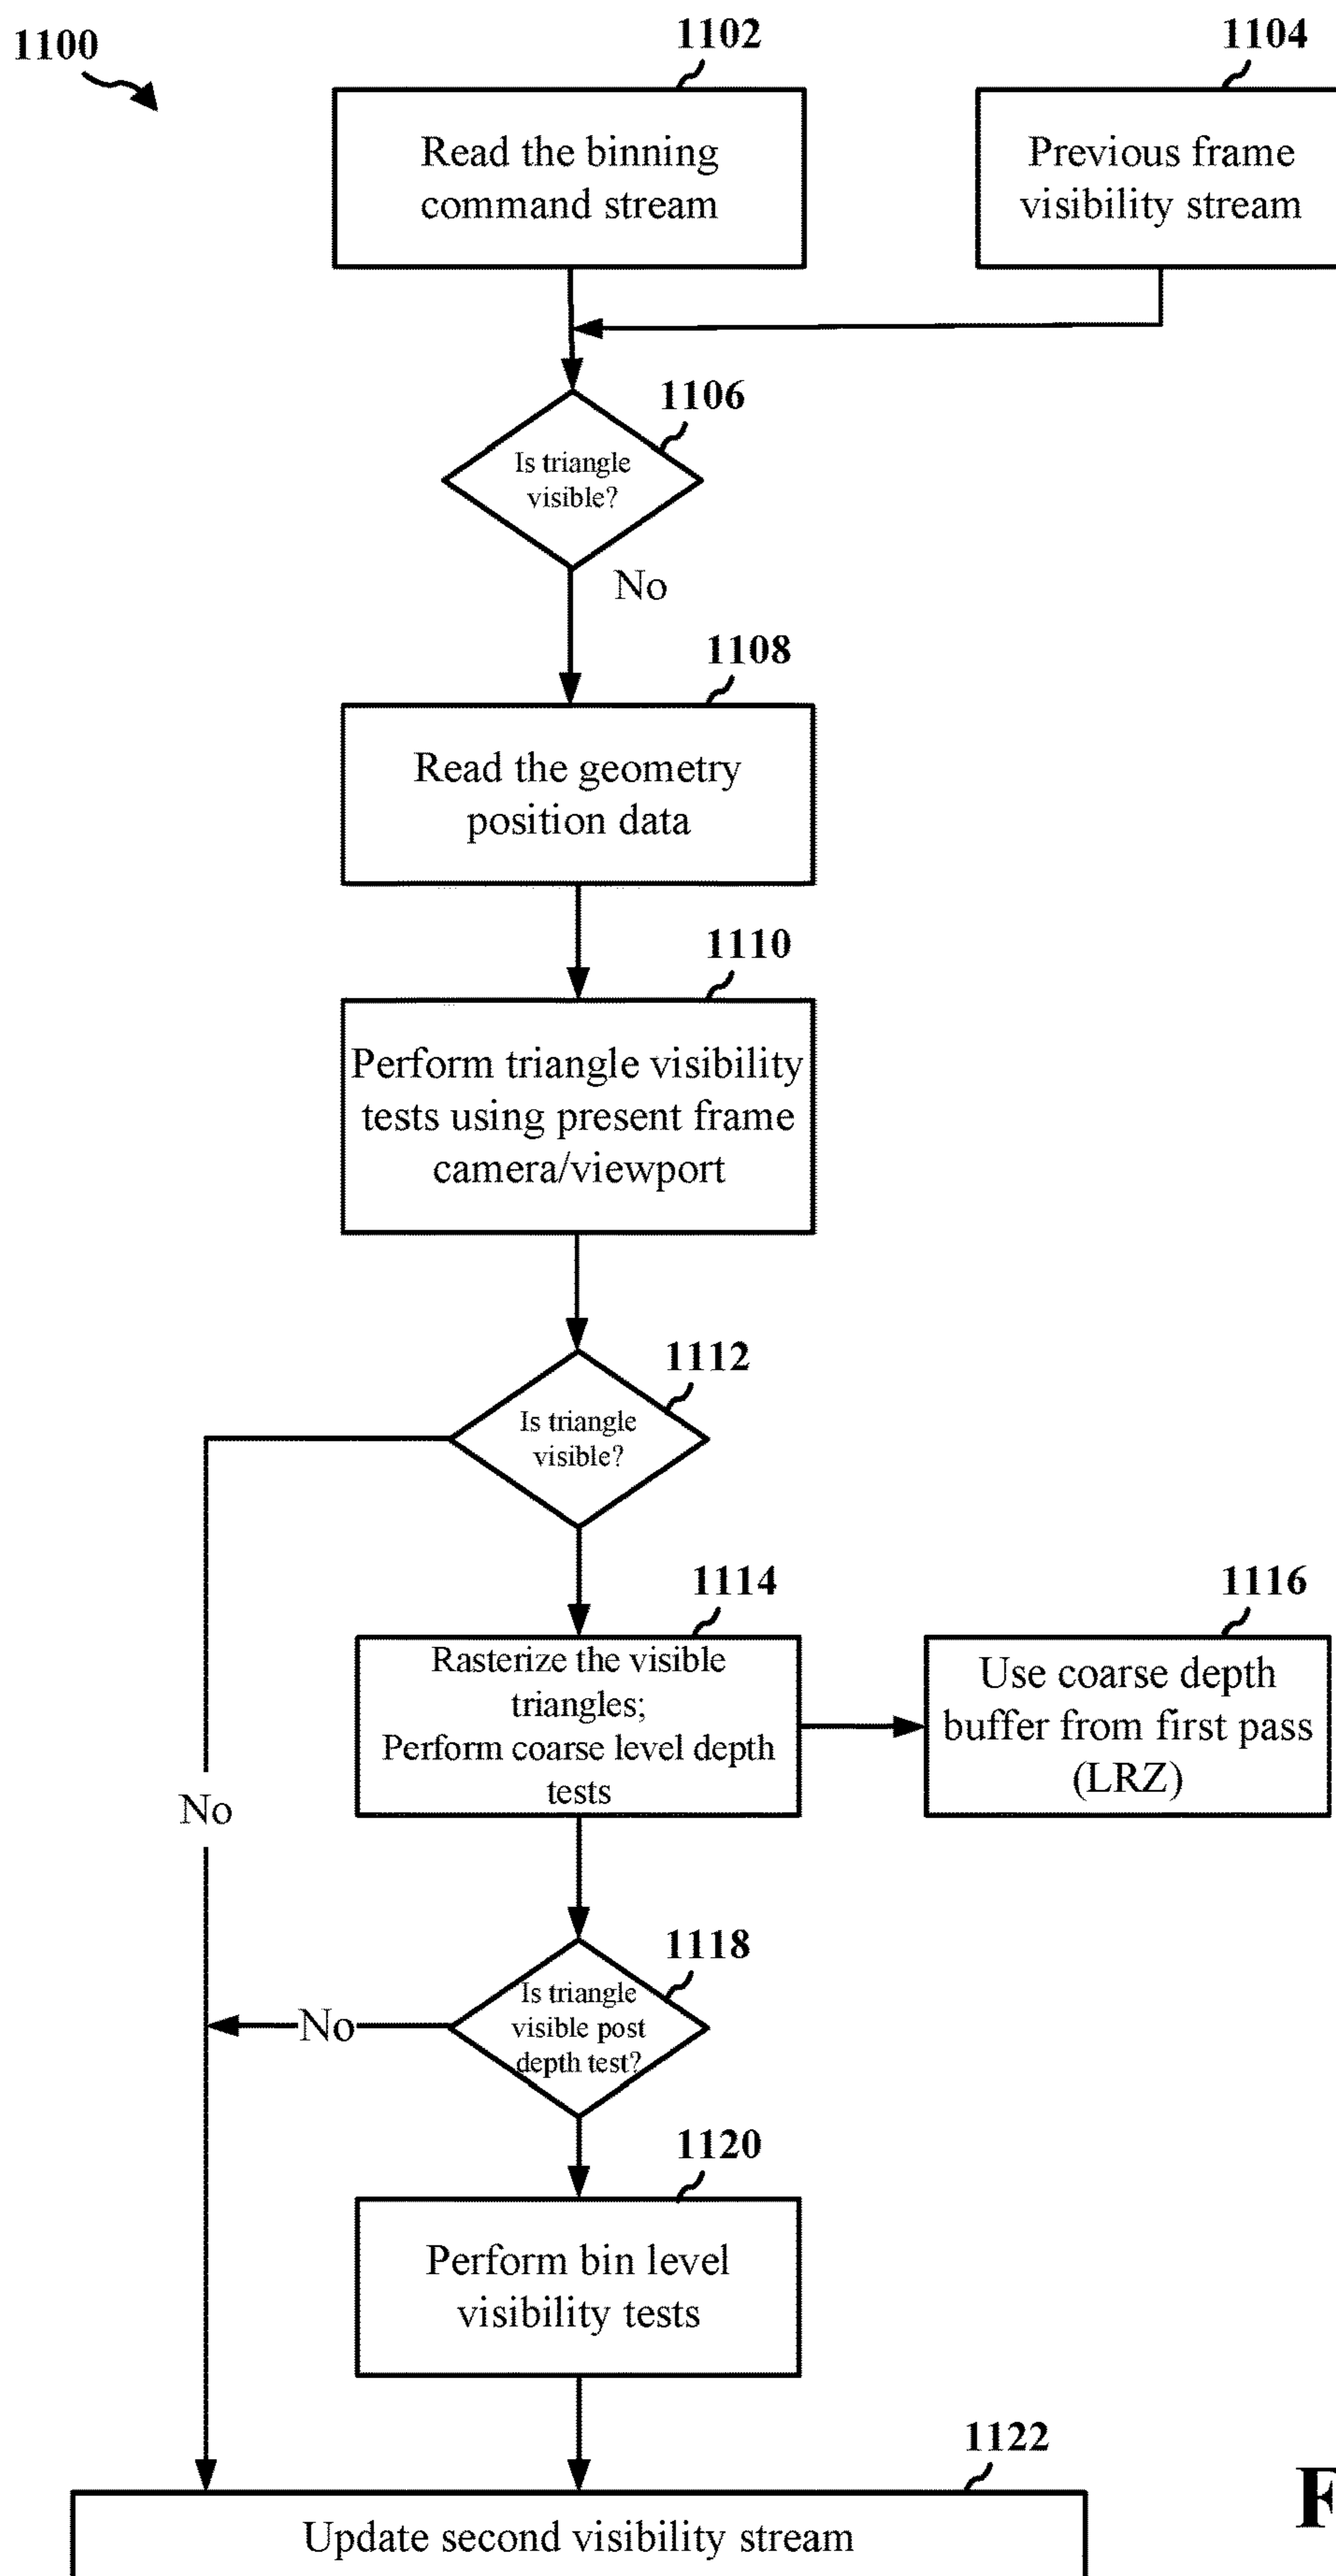 1100
1102
1104
Read the binning
command stream
Previous frame
visibility stream
1106
Is triangle
visible?
No
1108
Read the geometry
position data
1110
Perform triangle visibility
tests using present frame
camera/viewport
1112
Is triangle
visible?
1114
1116
Rasterize the visible
triangles;
Perform coarse level depth
tests
Use coarse depth
buffer from first pass
(LRZ)
No
1118
Is triangle
visible post
depth test?
No
1120
Perform bin level
visibility tests
1122
Update second visibility stream
F